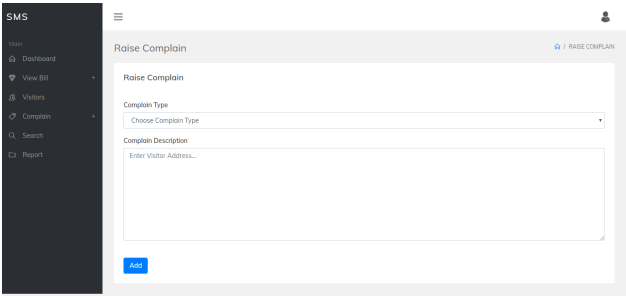 SMS
Main
Dashboard
View Bill +
Visitors
Complain +
Search
Report
Raise Complain
/ RAISE COMPLAIN
Raise Complain
Complain Type
Choose Complain Type
Complain Description
Enter Visitor Address...
Add